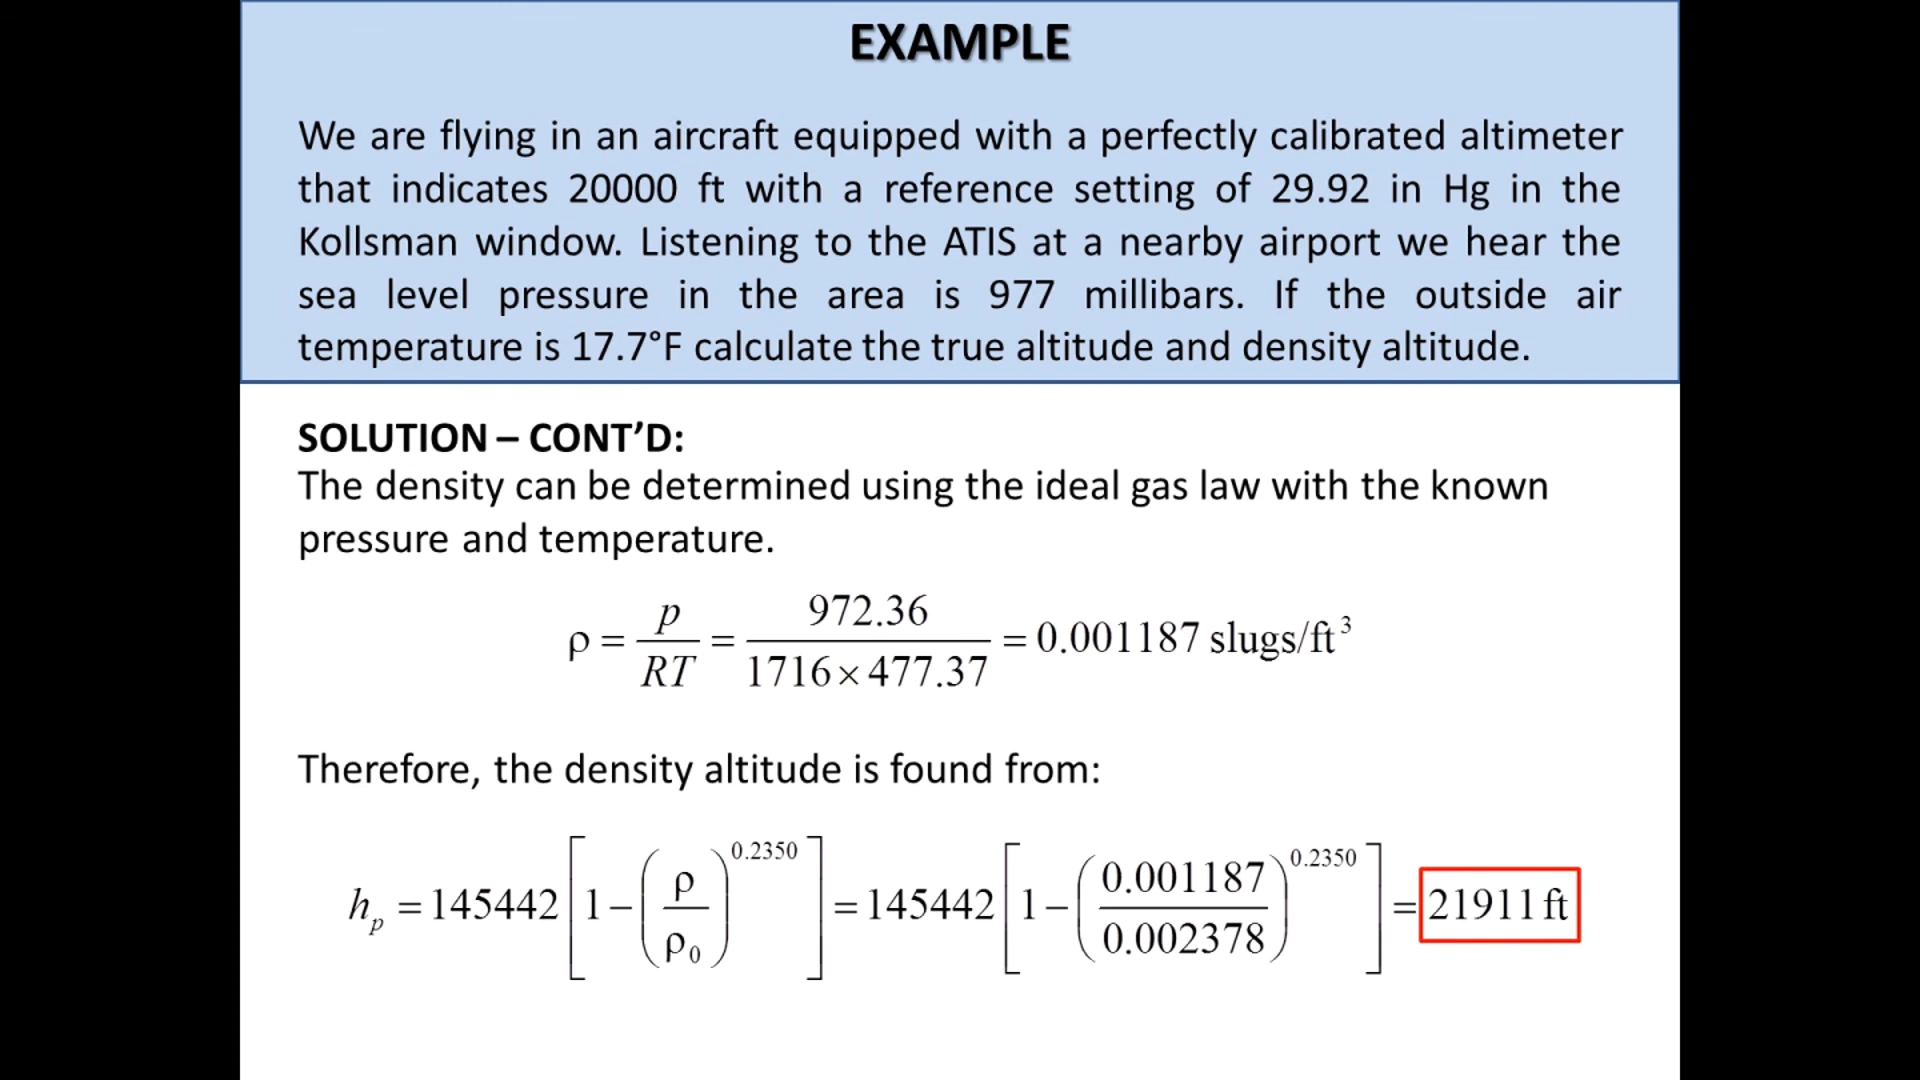 EXAMPLE
We are flying in an aircraft equipped with a perfectly calibrated altimeter
that indicates 20000 ft with a reference setting of 29.92 in Hg in the
Kollsman window. Listening to the ATIS at a nearby airport we hear the
sea level pressure in the area is 977 millibars. If the outside air
temperature is 17.7°F calculate the true altitude and density altitude.
SOLUTION – CONT’D:
The density can be determined using the ideal gas law with the known
pressure and temperature.
ρ = p/RT = 972.36/(1716 × 477.37) = 0.001187 slugs/ft³
Therefore, the density altitude is found from:
hₚ = 145442[1 − (ρ/ρ₀)^0.2350] = 145442[1 − (0.001187/0.002378)^0.2350] = 21911 ft